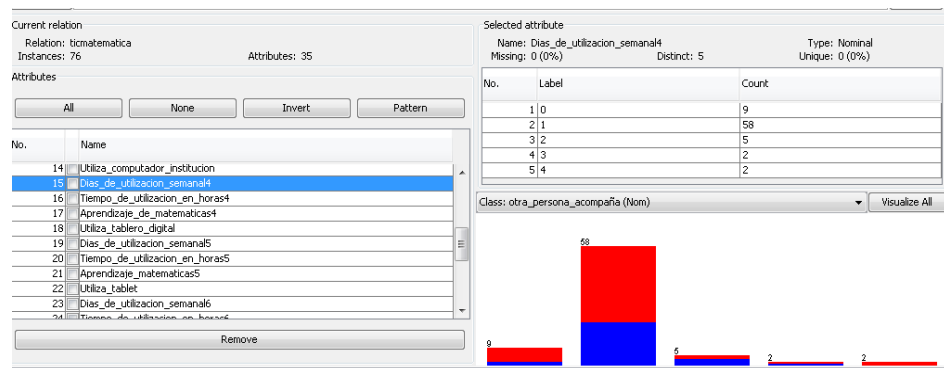 Current relation
Relation: ticmatematica
Instances: 76 Attributes: 35
Attributes
All None Invert Pattern
No. Name
14 Utiliza_computador_institucion
15 Dias_de_utilizacion_semanal4
16 Tiempo_de_utilizacion_en_horas4
17 Aprendizaje_de_matematicas4
18 Utiliza_tablero_digital
19 Dias_de_utilizacion_semanal5
20 Tiempo_de_utilizacion_en_horas5
21 Aprendizaje_matematicas5
22 Utiliza_tablet
23 Dias_de_utilizacion_semanal6
24 Tiempo_de_utilizacion_en_horas6
Remove
Selected attribute
Name: Dias_de_utilizacion_semanal4 Type: Nominal
Missing: 0 (0%) Distinct: 5 Unique: 0 (0%)
No. Label Count
1 0 9
2 1 58
3 2 5
4 3 2
5 4 2
Class: otra_persona_acompaña (Nom) Visualize All
58
9
5
2
2